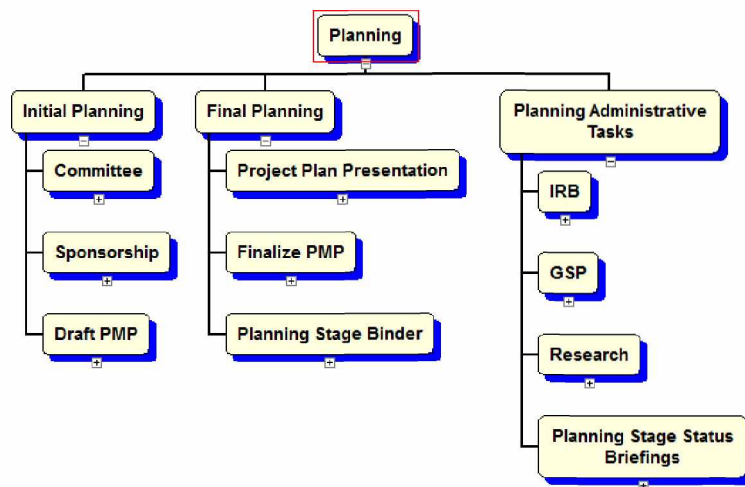 Planning
Initial Planning
Committee
Sponsorship
Draft PMP
Final Planning
Project Plan Presentation
Finalize PMP
Planning Stage Binder
Planning Administrative
Tasks
IRB
GSP
Research
Planning Stage Status
Briefings